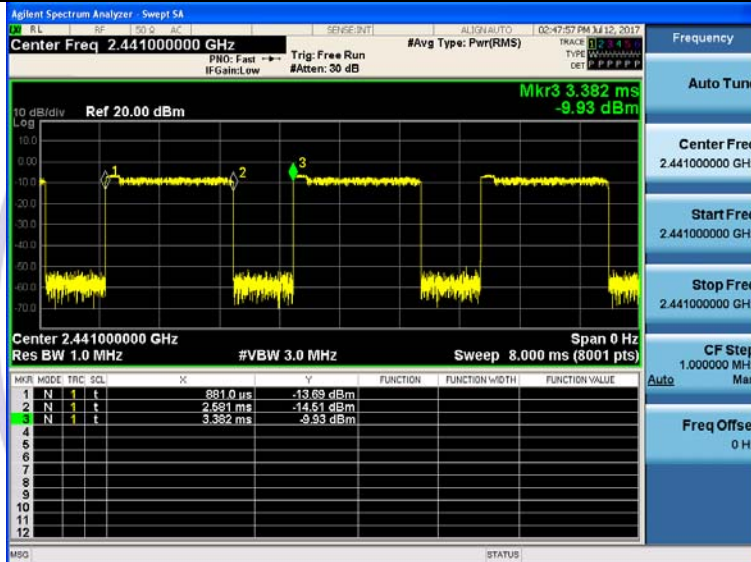 Agilent Spectrum Analyzer - Swept SA
RL RF 50 Ω AC SENSE:INT ALIGN AUTO 02:47:57 PM Jul 12, 2017
Center Freq 2.441000000 GHz #Avg Type: Pwr(RMS) TRACE 1 2 3 4 5 6
PNO: Fast Trig: Free Run TYPE WWWWWW
IFGain:Low #Atten: 30 dB DET P P P P P P
Mkr3 3.382 ms
10 dB/div Ref 20.00 dBm -9.93 dBm
Log
10.0
0.00
-10.0
-20.0
-30.0
-40.0
-50.0
-60.0
-70.0
1 2 3
Center 2.441000000 GHz Span 0 Hz
Res BW 1.0 MHz #VBW 3.0 MHz Sweep 8.000 ms (8001 pts)
MKR MODE TRC SCL X Y FUNCTION FUNCTION WIDTH FUNCTION VALUE
1 N 1 t 881.0 µs -13.69 dBm
2 N 1 t 2.581 ms -14.51 dBm
3 N 1 t 3.382 ms -9.93 dBm
4
5
6
7
8
9
10
11
12
MSG STATUS
Frequency
Auto Tun
Center Fre
2.441000000 GH
Start Fre
2.441000000 GH
Stop Fre
2.441000000 GH
CF Ste
1.000000 MH
Auto Ma
Freq Offse
0 H